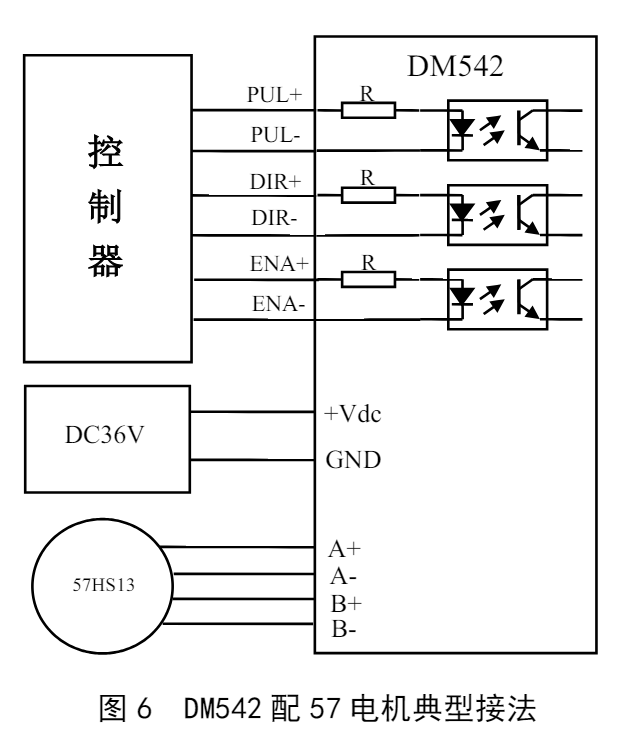 DM542
控制器
PUL+
R
PUL-
DIR+
R
DIR-
ENA+
R
ENA-
DC36V
+Vdc
GND
57HS13
A+
A-
B+
B-
图 6 DM542 配 57 电机典型接法